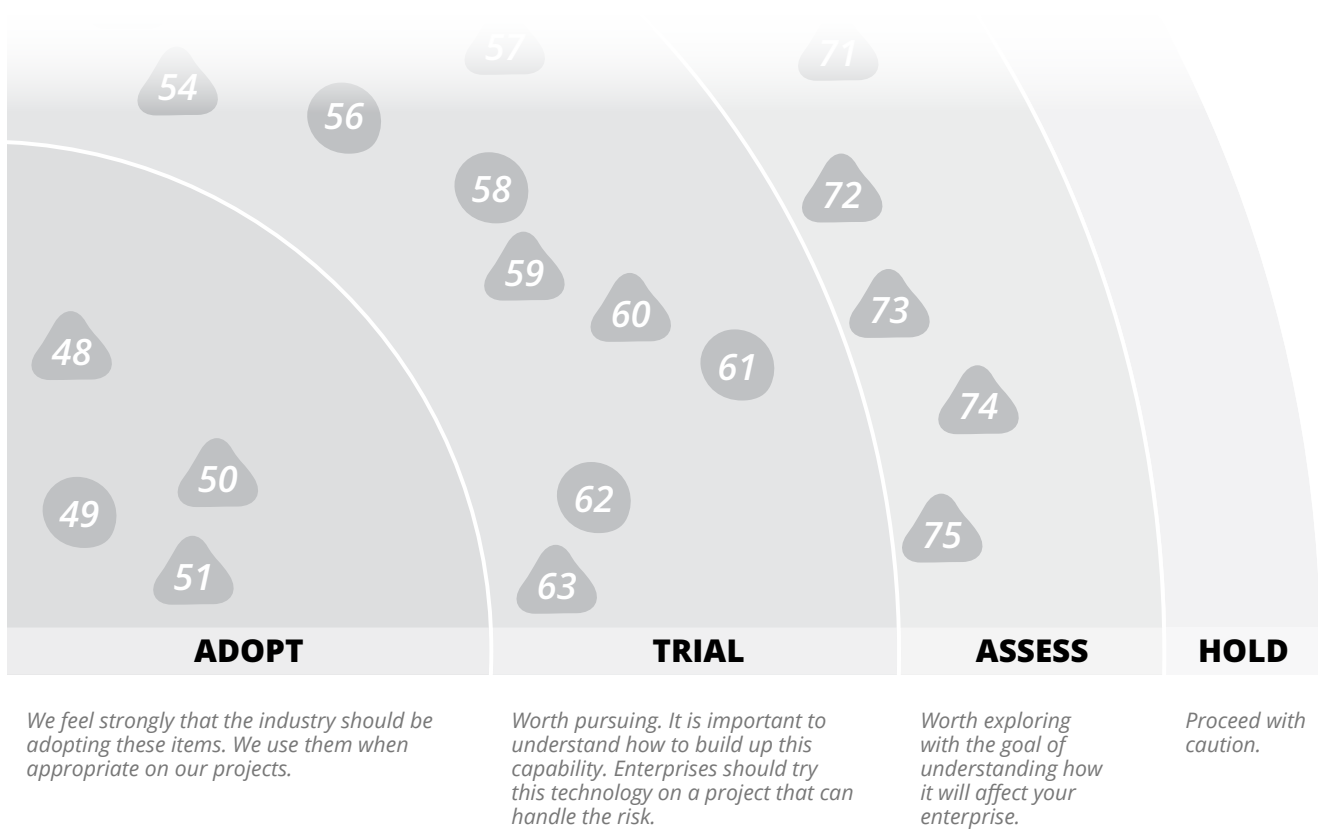 57
71
54
56
58
72
59
60
73
48
61
74
50
62
49
75
51
63
ADOPT
TRIAL
ASSESS
HOLD
We feel strongly that the industry should be
adopting these items. We use them when
appropriate on our projects.
Worth pursuing. It is important to
understand how to build up this
capability. Enterprises should try
this technology on a project that can
handle the risk.
Worth exploring
with the goal of
understanding how
it will affect your
enterprise.
Proceed with
caution.